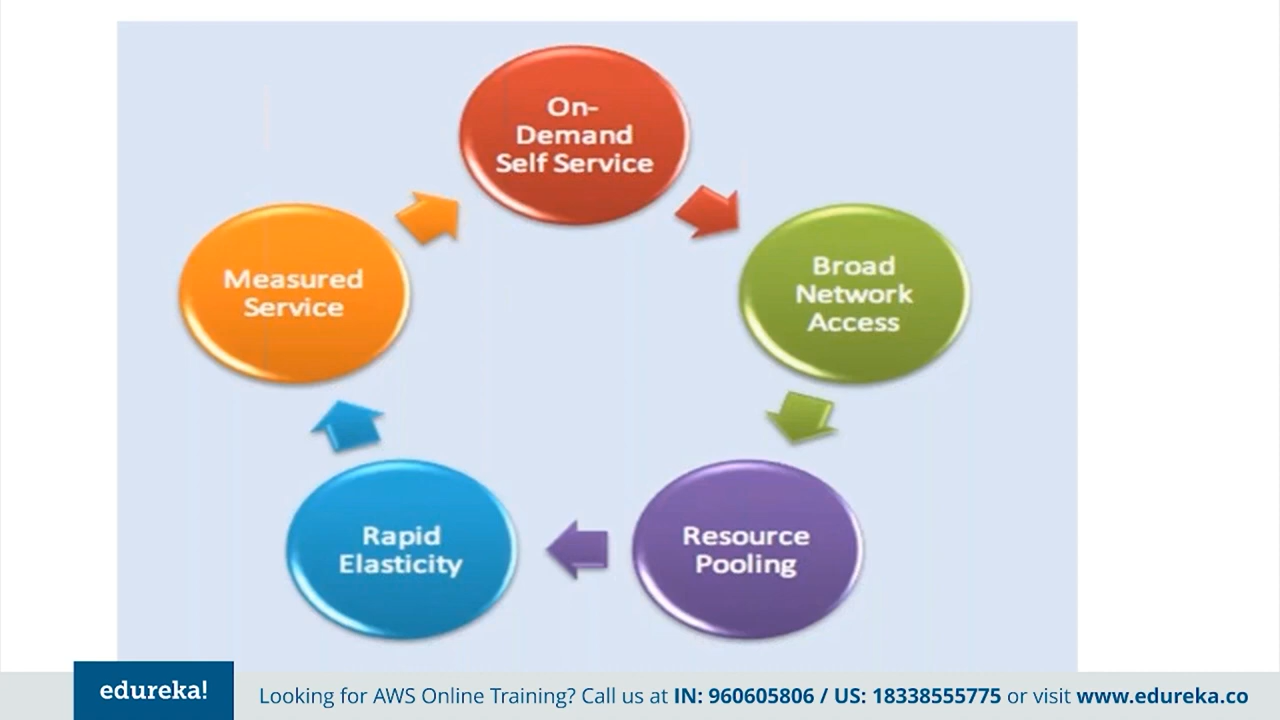 On-
Demand
Self Service
Broad
Network
Access
Resource
Pooling
Rapid
Elasticity
Measured
Service
edureka!
Looking for AWS Online Training? Call us at IN: 960605806 / US: 18338555775 or visit www.edureka.co